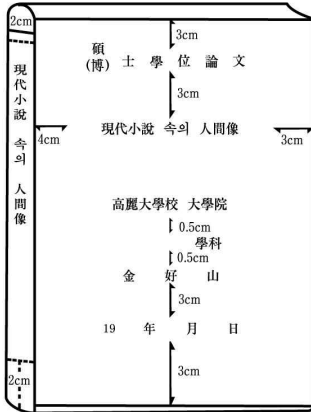 2cm
3cm
碩
(博) 士 學 位 論 文
3cm
現代小說 속의 人間像
4cm
3cm
高麗大學校 大學院
0.5cm
學科
0.5cm
金 好 山
3cm
19 年 月 日
3cm
現代小說 속의 人間像
2cm